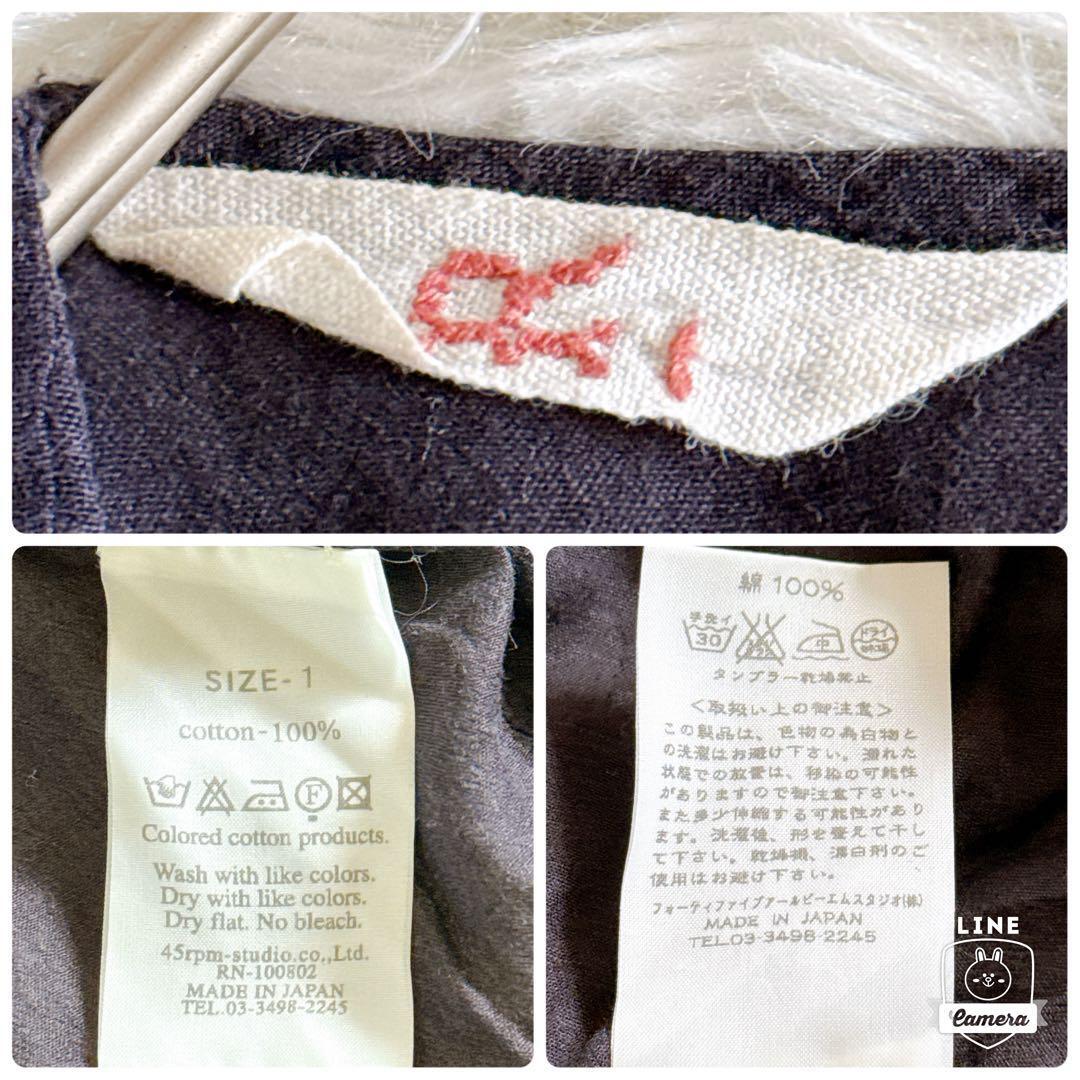 R 1
SIZE-1
cotton-100%
F
Colored cotton products.
Wash with like colors.
Dry with like colors.
Dry flat. No bleach.
45rpm-studio.co.,Ltd.
RN-100802
MADE IN JAPAN
TEL.03-3498-2245
綿 100%
手洗イ 30 中 ドライ
タンブラー乾燥禁止
<取扱い上の御注意>
この製品は、色物の為白物と
の洗濯はお避け下さい。濡れた
状態での放置は、移染の可能性
がありますので御注意下さい。
また多少伸縮する可能性があり
ます。洗濯後、形を整えて干し
て下さい。乾燥機、漂白剤のご
使用はお避け下さい。
フォーティファイブアールピーエムスタジオ(株)
MADE IN JAPAN
TEL.03-3498-2245
LINE
Camera